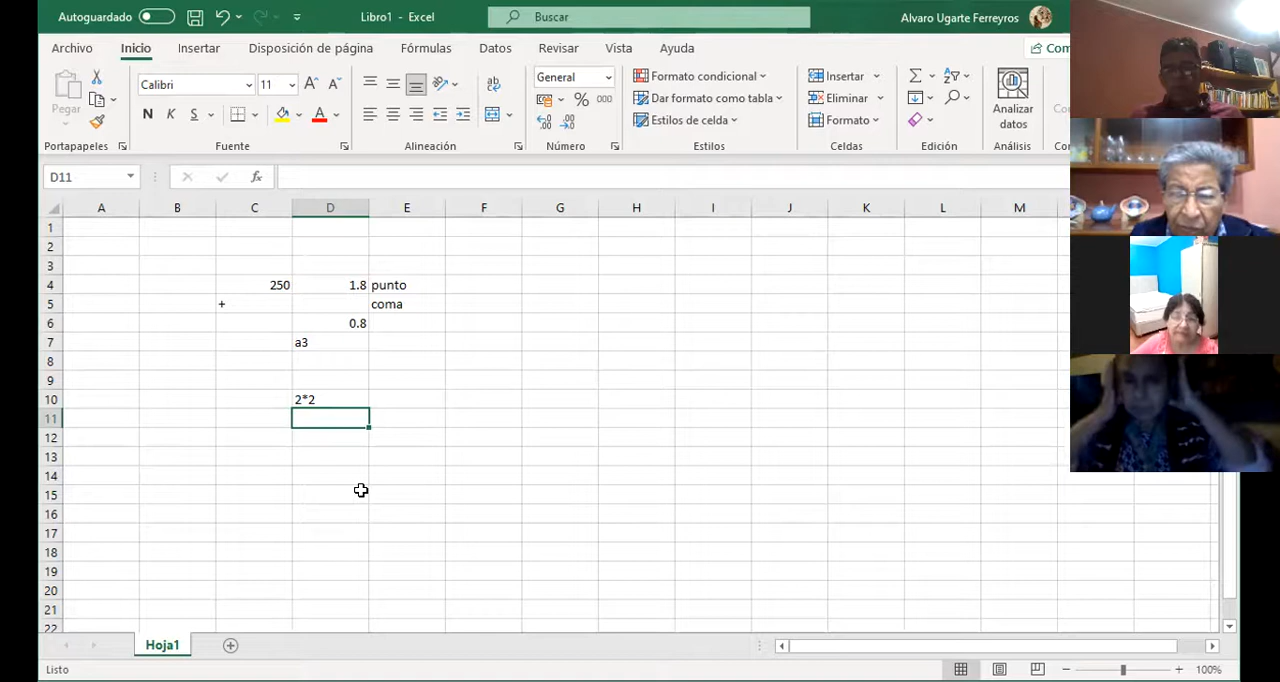 Autoguardado Libro1 - Excel Buscar Alvaro Ugarte Ferreyros
Archivo Inicio Insertar Disposición de página Fórmulas Datos Revisar Vista Ayuda Com
Pegar
Calibri 11 A A
N K S A
ab
General
% 000
Formato condicional
Dar formato como tabla
Estilos de celda
Insertar
Eliminar
Formato
Analizar
datos
Portapapeles Fuente Alineación Número Estilos Celdas Edición Análisis Co
D11 fx
A B C D E F G H I J K L M
1
2
3
4 250 1.8 punto
5 + coma
6 0.8
7 a3
8
9
10 2*2
11
12
13
14
15
16
17
18
19
20
21
22
Hoja1
Listo 100%